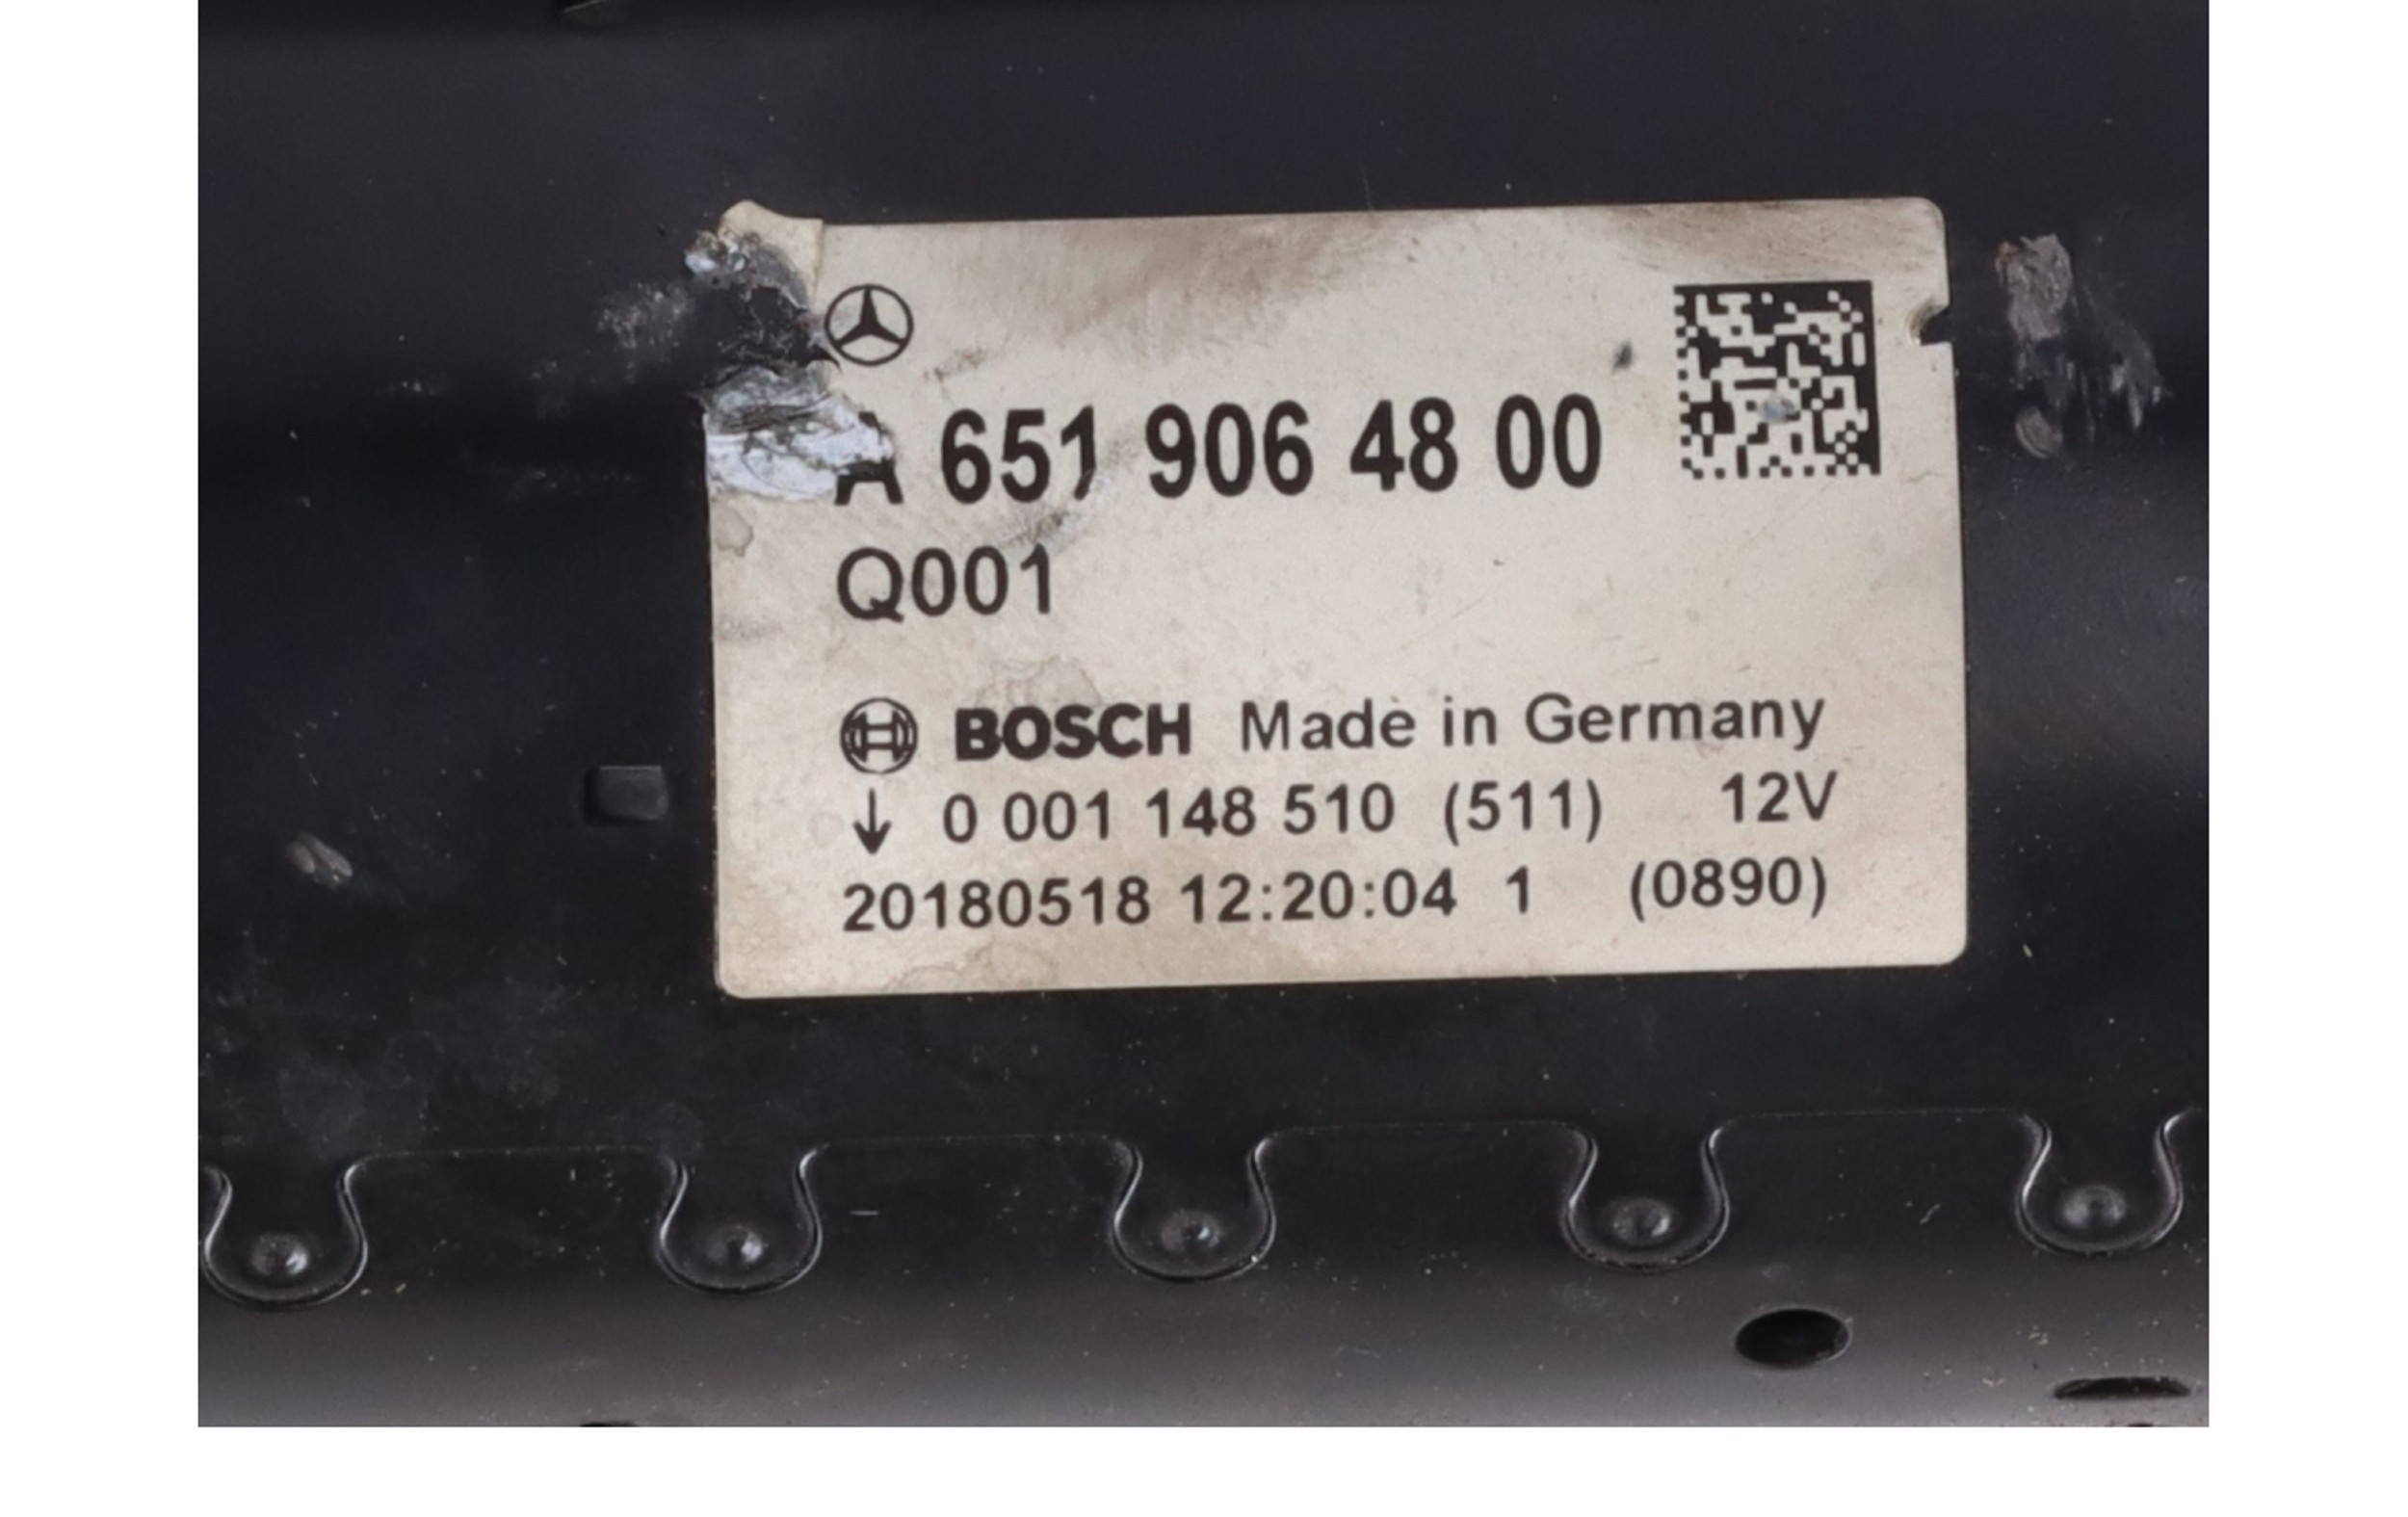 A 651 906 48 00
Q001
BOSCH Made in Germany
↓ 0 001 148 510 (511) 12V
20180518 12:20:04 1 (0890)